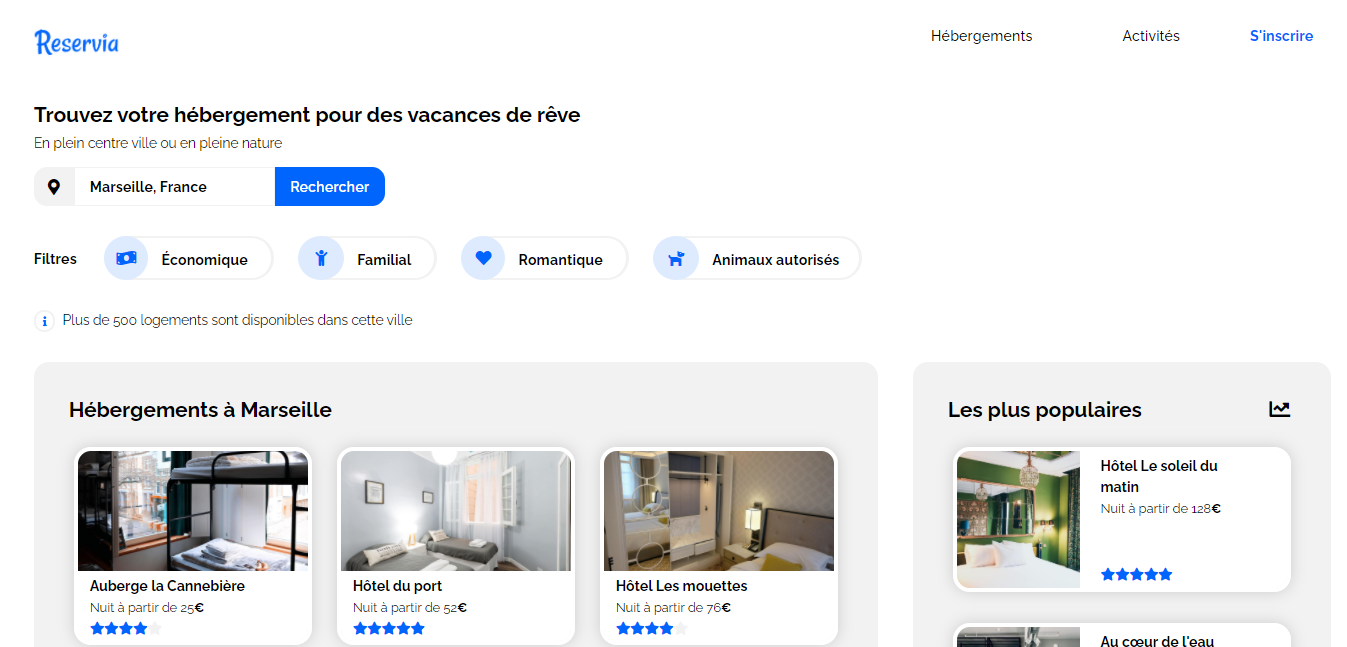 Reservia
Hébergements
Activités
S'inscrire
Trouvez votre hébergement pour des vacances de rêve
En plein centre ville ou en pleine nature
Marseille, France
Rechercher
Filtres
Économique
Familial
Romantique
Animaux autorisés
Plus de 500 logements sont disponibles dans cette ville
Hébergements à Marseille
Auberge la Cannebière
Nuit à partir de 25€
Hôtel du port
Nuit à partir de 52€
Hôtel Les mouettes
Nuit à partir de 76€
Les plus populaires
Hôtel Le soleil du
matin
Nuit à partir de 128€
Au cœur de l'eau